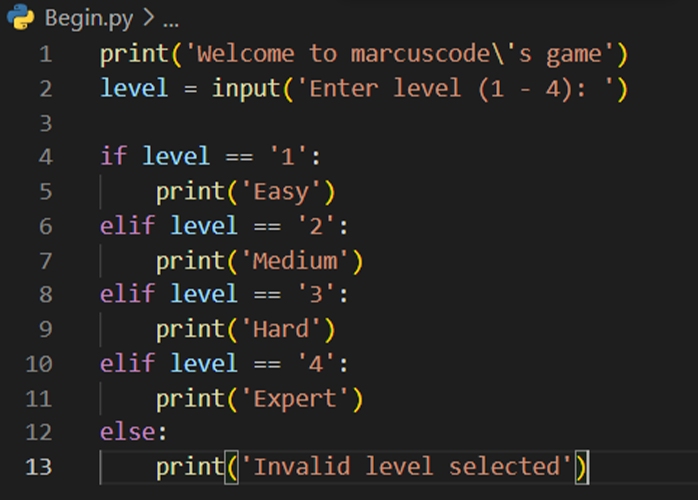 Begin.py > ...
1 print('Welcome to marcuscode\'s game')
2 level = input('Enter level (1 - 4): ')
3
4 if level == '1':
5     print('Easy')
6 elif level == '2':
7     print('Medium')
8 elif level == '3':
9     print('Hard')
10 elif level == '4':
11     print('Expert')
12 else:
13     print('Invalid level selected')